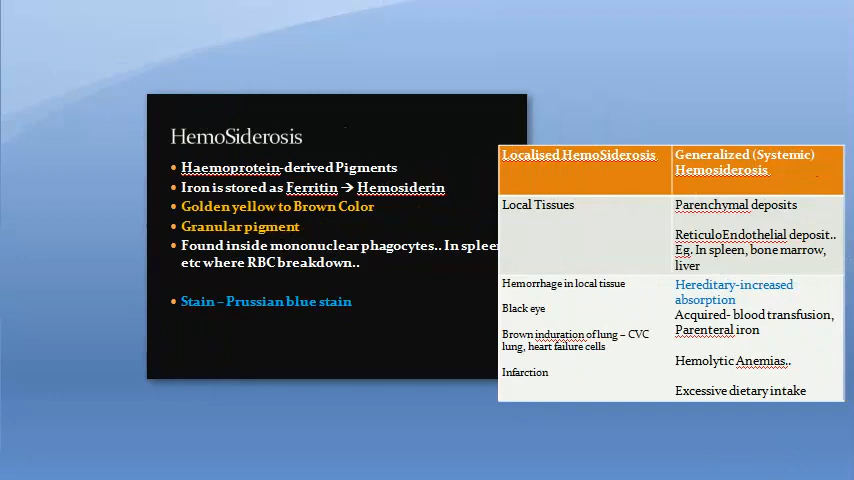 HemoSiderosis
• Haemoprotein-derived Pigments
• Iron is stored as Ferritin → Hemosiderin
• Golden yellow to Brown Color
• Granular pigment
• Found inside mononuclear phagocytes.. In spleen
etc where RBC breakdown..
• Stain – Prussian blue stain
Localised HemoSiderosis
Generalized (Systemic)
Hemosiderosis
Local Tissues
Parenchymal deposits
ReticuloEndothelial deposit..
Eg. In spleen, bone marrow,
liver
Hemorrhage in local tissue
Black eye
Brown induration of lung – CVC
lung, heart failure cells
Infarction
Hereditary-increased
absorption
Acquired- blood transfusion,
Parenteral iron
Hemolytic Anemias..
Excessive dietary intake